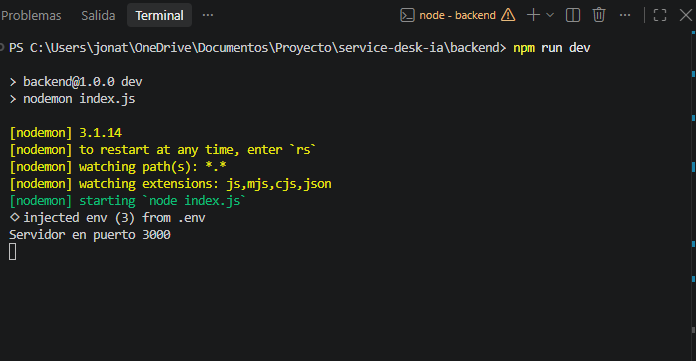 Problemas Salida Terminal ··· node - backend
PS C:\Users\jonat\OneDrive\Documentos\Proyecto\service-desk-ia\backend> npm run dev
> backend@1.0.0 dev
> nodemon index.js
[nodemon] 3.1.14
[nodemon] to restart at any time, enter `rs`
[nodemon] watching path(s): *.*
[nodemon] watching extensions: js,mjs,cjs,json
[nodemon] starting `node index.js`
◇ injected env (3) from .env
Servidor en puerto 3000